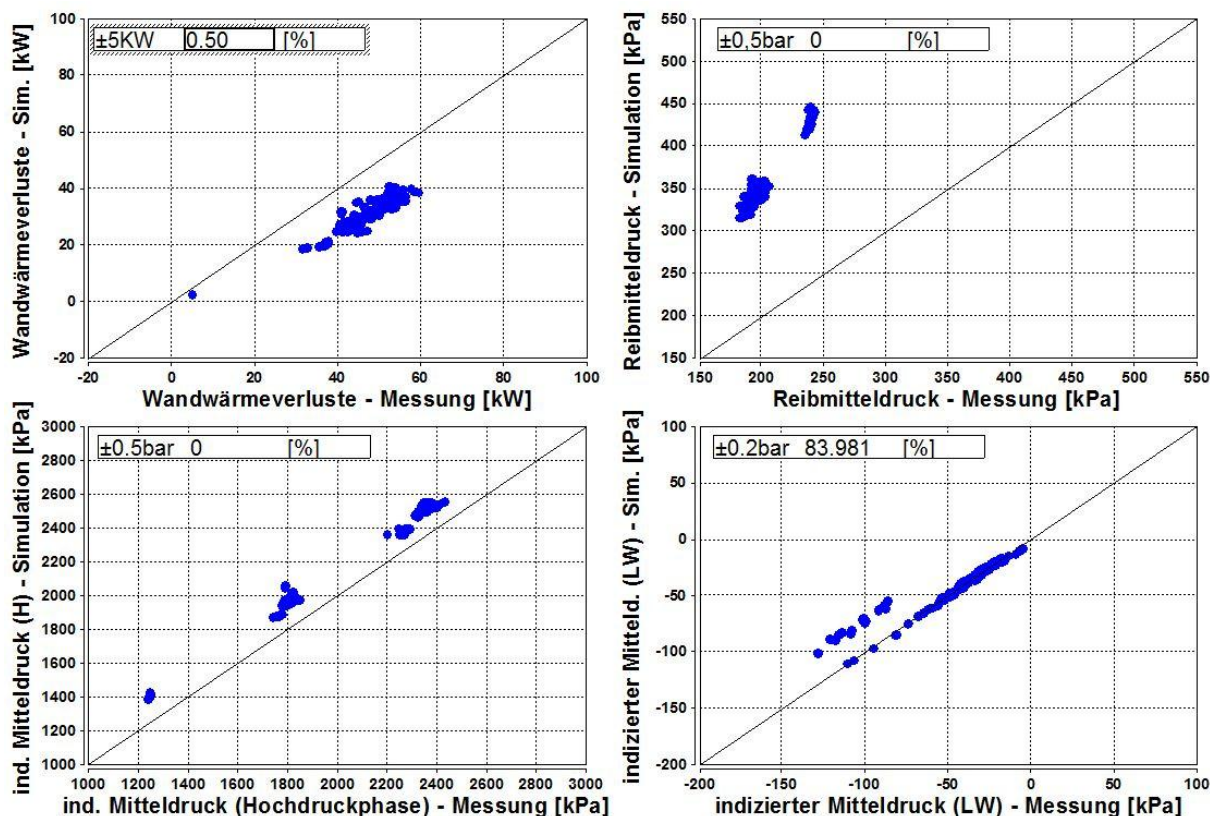 Wandwärmeverluste - Sim. [kW]
±5KW 0.50 [%]
100
80
60
40
20
0
-20
-20 0 20 40 60 80 100
Wandwärmeverluste - Messung [kW]
Reibmitteldruck - Simulation [kPa]
±0,5bar 0 [%]
550
500
450
400
350
300
250
200
150
150 200 250 300 350 400 450 500 550
Reibmitteldruck - Messung [kPa]
ind. Mitteldruck (H) - Simulation [kPa]
±0.5bar 0 [%]
3000
2800
2600
2400
2200
2000
1800
1600
1400
1200
1000
1000 1200 1400 1600 1800 2000 2200 2400 2600 2800 3000
ind. Mitteldruck (Hochdruckphase) - Messung [kPa]
indizierter Mitteld. (LW) - Sim. [kPa]
±0.2bar 83.981 [%]
100
50
0
-50
-100
-150
-200
-200 -150 -100 -50 0 50 100
indizierter Mitteldruck (LW) - Messung [kPa]